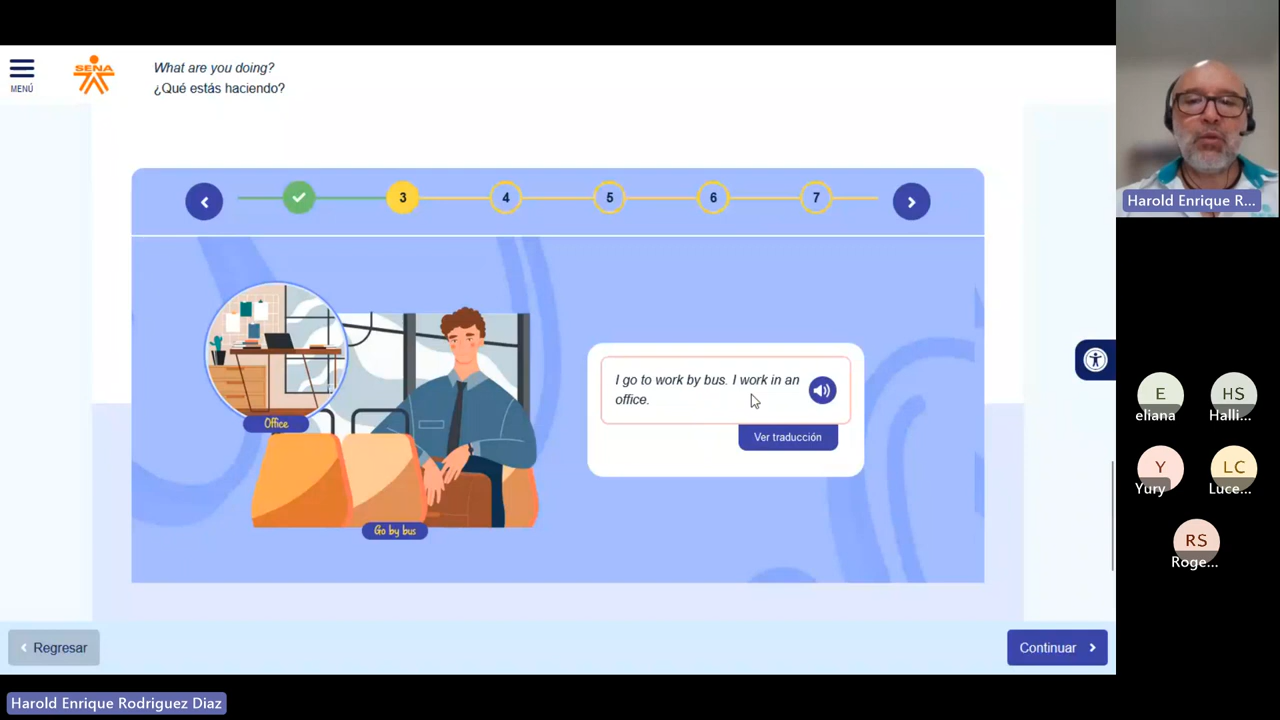 What are you doing?
MENÚ
SENA
¿Qué estás haciendo?
3
4
5
6
7
Office
I go to work by bus. I work in an
office.
Ver traducción
Go by bus
Regresar
Continuar
Harold Enrique Rodriguez Diaz
Harold Enrique R...
E
eliana
HS
Halli...
Y
Yury
LC
Luce...
RS
Roge...